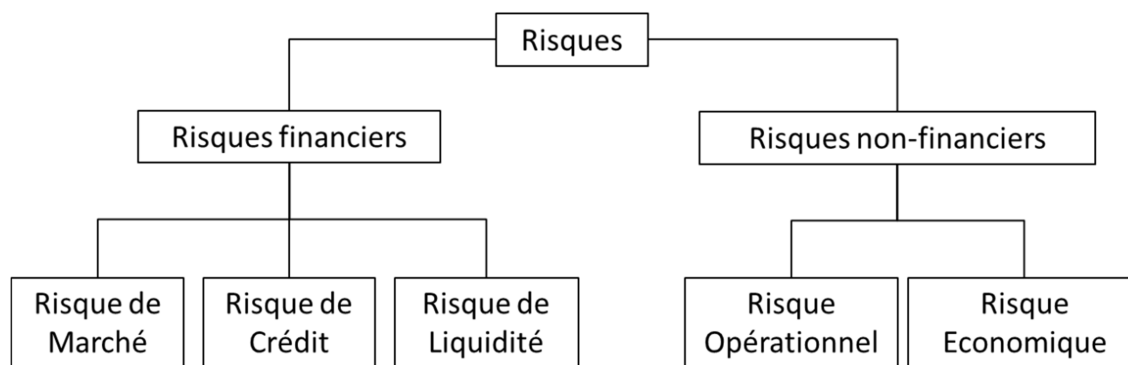 Risques
Risques financiers
Risques non-financiers
Risque de
Marché
Risque de
Crédit
Risque de
Liquidité
Risque
Opérationnel
Risque
Economique